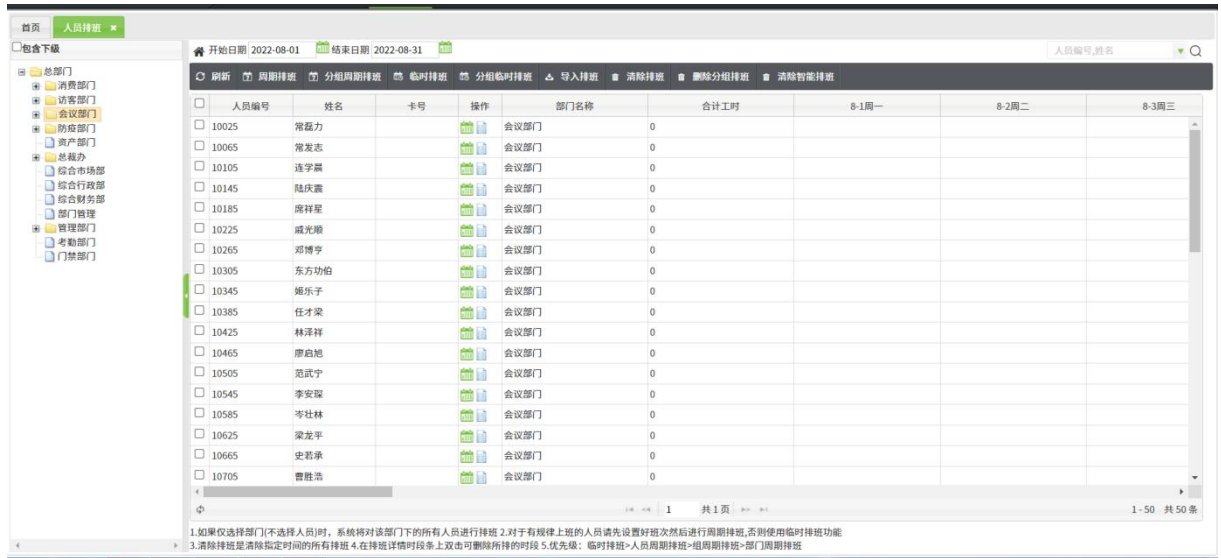 首页 人员排班 ×
包含下级
总部门
消费部门
访客部门
会议部门
防疫部门
资产部门
总裁办
综合市场部
综合行政部
综合财务部
部门管理
管理部门
考勤部门
门禁部门
开始日期 2022-08-01 结束日期 2022-08-31 人员编号,姓名
刷新 周期排班 分组周期排班 临时排班 分组临时排班 导入排班 清除排班 删除分组排班 清除智能排班
人员编号 姓名 卡号 操作 部门名称 合计工时 8-1周一 8-2周二 8-3周三
10025 常磊力 会议部门 0
10065 常发志 会议部门 0
10105 连学晨 会议部门 0
10145 陆庆震 会议部门 0
10185 席祥星 会议部门 0
10225 戚光顺 会议部门 0
10265 邓博亨 会议部门 0
10305 东方功伯 会议部门 0
10345 姬乐子 会议部门 0
10385 任才梁 会议部门 0
10425 林泽祥 会议部门 0
10465 廖启旭 会议部门 0
10505 范武宁 会议部门 0
10545 李安琛 会议部门 0
10585 岑壮林 会议部门 0
10625 梁龙平 会议部门 0
10665 史若承 会议部门 0
10705 曹胜浩 会议部门 0
1 共1页 1-50 共50条
1.如果仅选择部门(不选择人员)时，系统将对该部门下的所有人员进行排班 2.对于有规律上班的人员请先设置好班次然后进行周期排班,否则使用临时排班功能
3.清除排班是清除指定时间的所有排班 4.在排班详情时段条上双击可删除所排的时段 5.优先级：临时排班>人员周期排班>组周期排班>部门周期排班